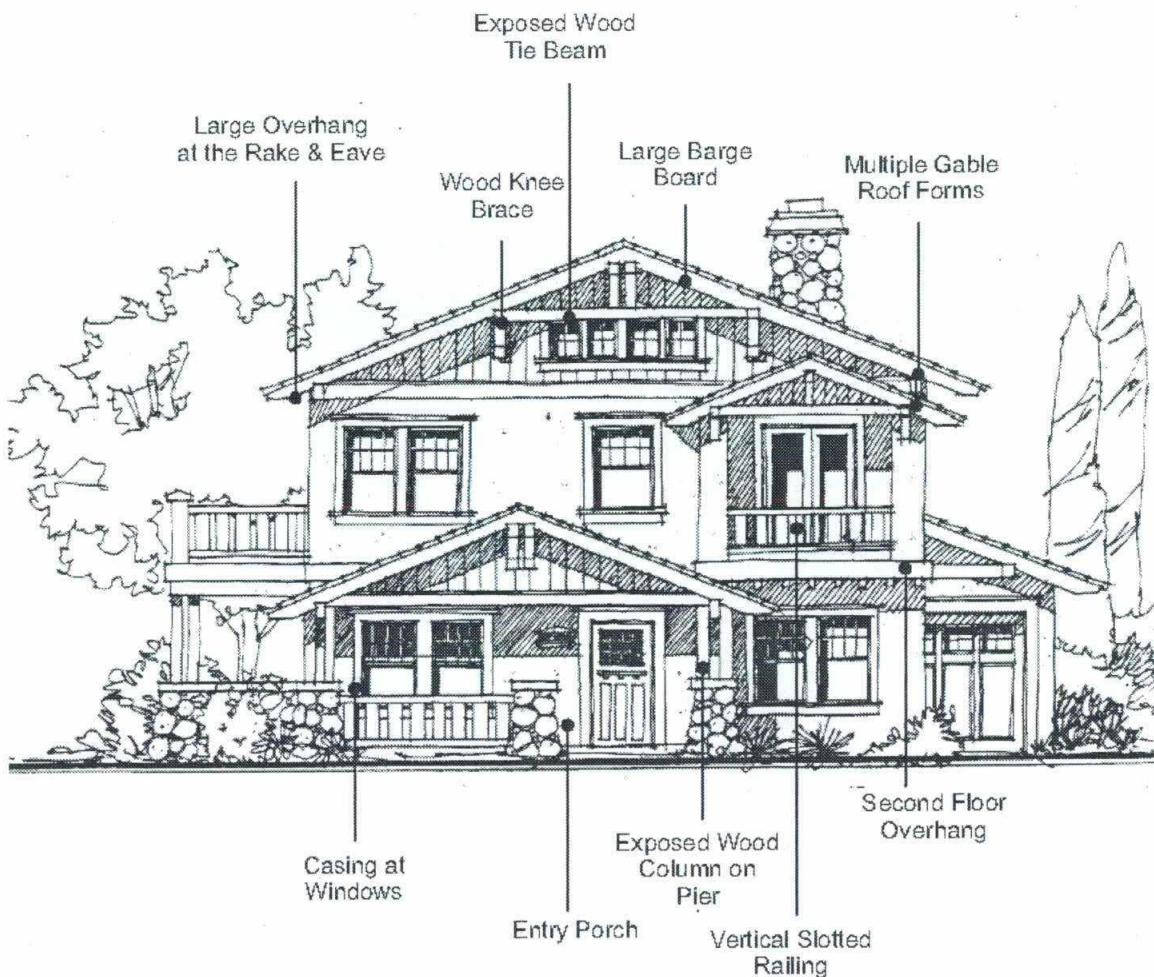 Exposed Wood
Tie Beam
Large Overhang
at the Rake & Eave
Wood Knee
Brace
Large Barge
Board
Multiple Gable
Roof Forms
Casing at
Windows
Entry Porch
Exposed Wood
Column on
Pier
Vertical Slotted
Railing
Second Floor
Overhang